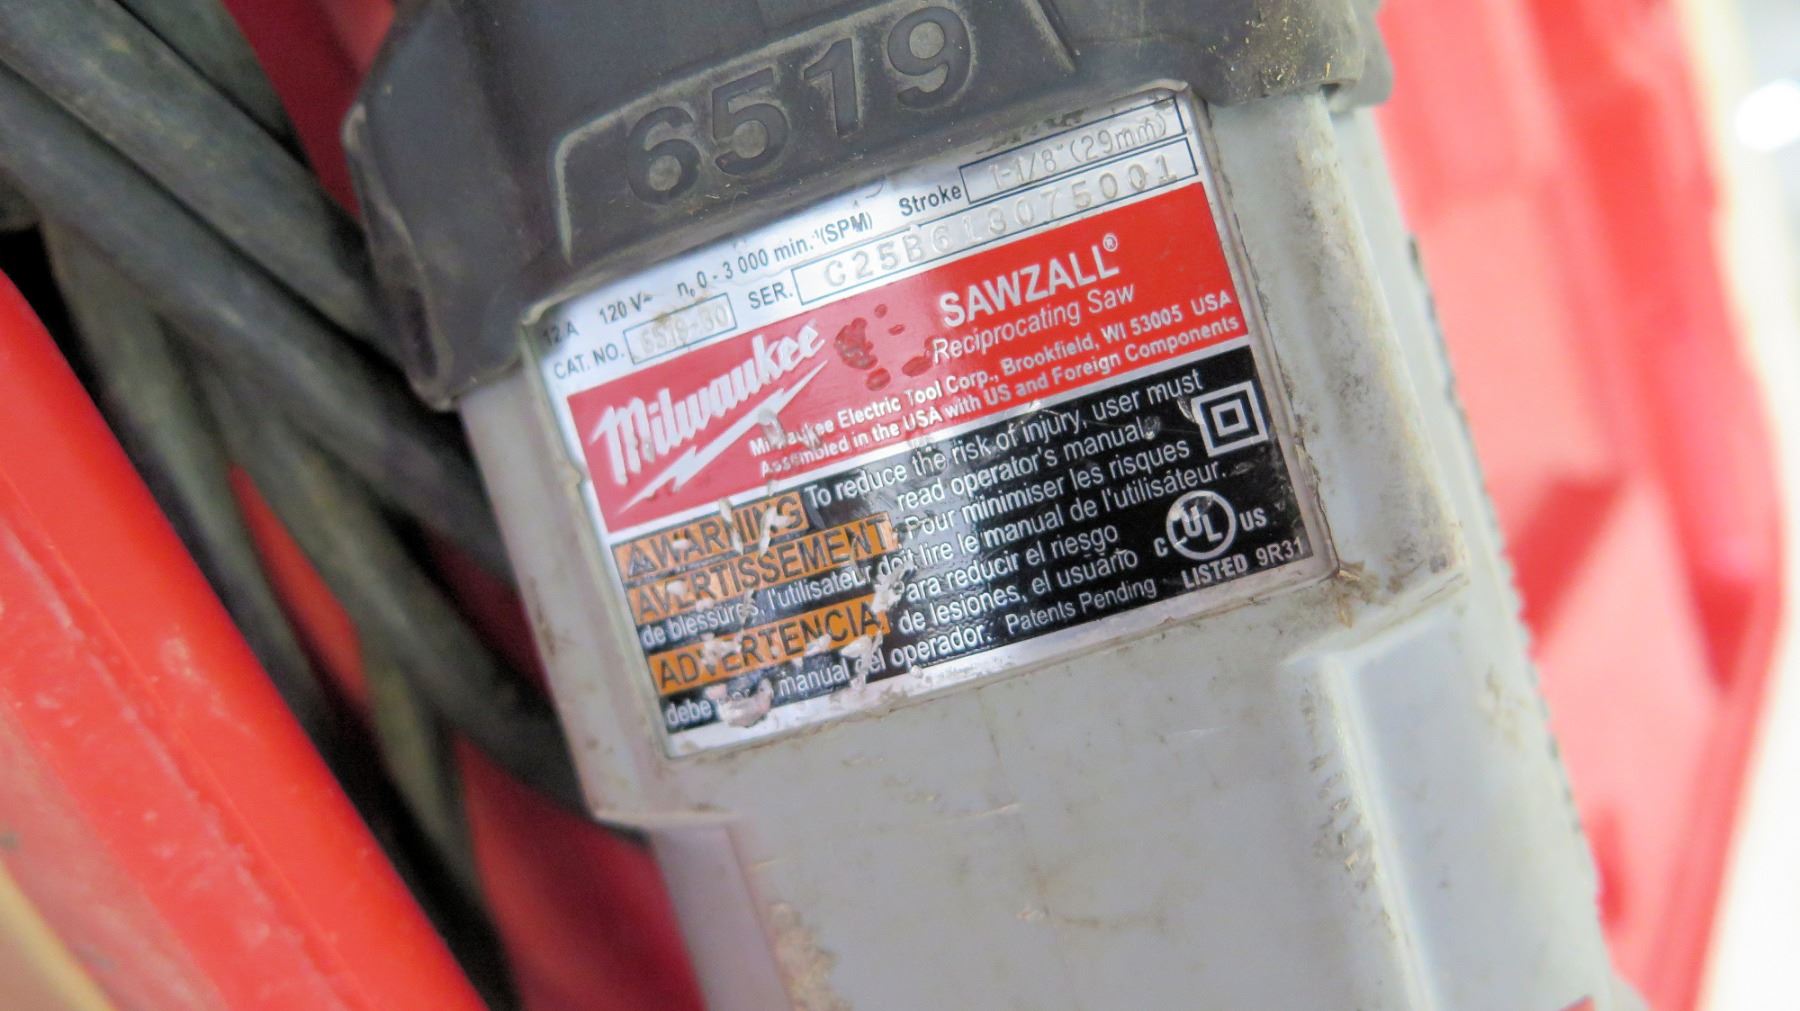 6519
12 A 120 V~ n₀ 0 - 3 000 min.⁻¹(SPM) Stroke 1-1/8" (29mm)
CAT. NO. 6519-30 SER. C25B613075001
Milwaukee SAWZALL®
Reciprocating Saw
Milwaukee Electric Tool Corp., Brookfield, WI 53005 USA
Assembled in the USA with US and Foreign Components
WARNING To reduce the risk of injury, user must
read operator's manual.
AVERTISSEMENT Pour minimiser les risques
de blessures, l'utilisateur doit lire le manuel de l'utilisateur.
ADVERTENCIA Para reducir el riesgo
de lesiones, el usuario
debe manual del operador. Patents Pending
C UL US
LISTED 9R31